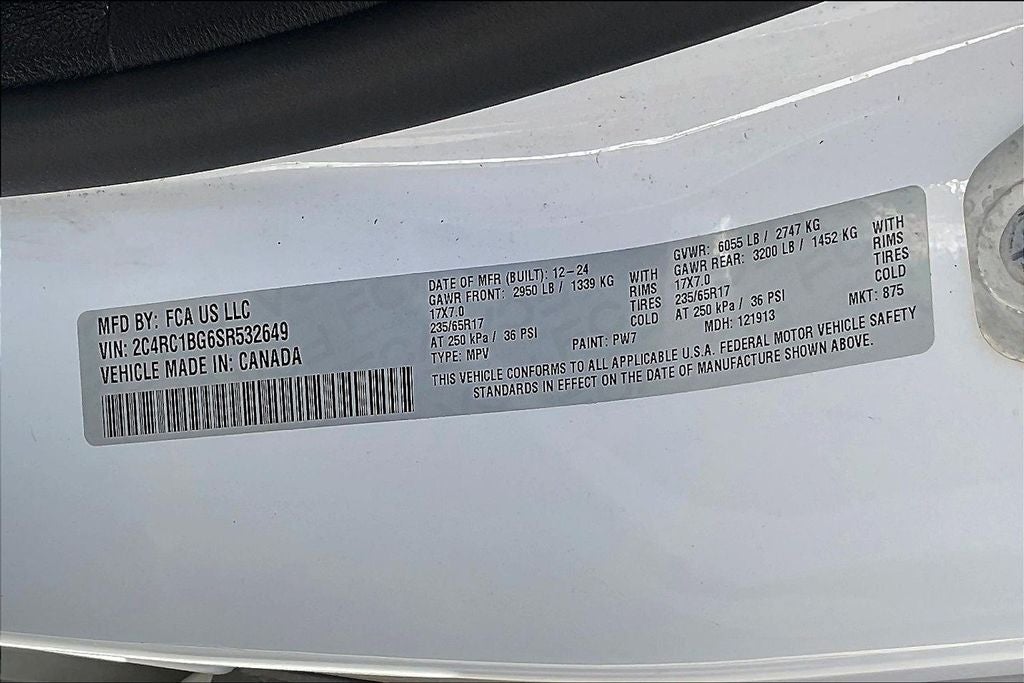 MFD BY: FCA US LLC
VIN: 2C4RC1BG6SR532649
VEHICLE MADE IN: CANADA
DATE OF MFR (BUILT): 12-24
GAWR FRONT: 2950 LB / 1339 KG WITH
17X7.0 RIMS
235/65R17 TIRES
AT 250 kPa / 36 PSI COLD
TYPE: MPV PAINT: PW7
GVWR: 6055 LB / 2747 KG
GAWR REAR: 3200 LB / 1452 KG WITH
17X7.0 RIMS
235/65R17 TIRES
AT 250 kPa / 36 PSI COLD
MDH: 121913 MKT: 875
THIS VEHICLE CONFORMS TO ALL APPLICABLE U.S.A. FEDERAL MOTOR VEHICLE SAFETY
STANDARDS IN EFFECT ON THE DATE OF MANUFACTURE SHOWN ABOVE.